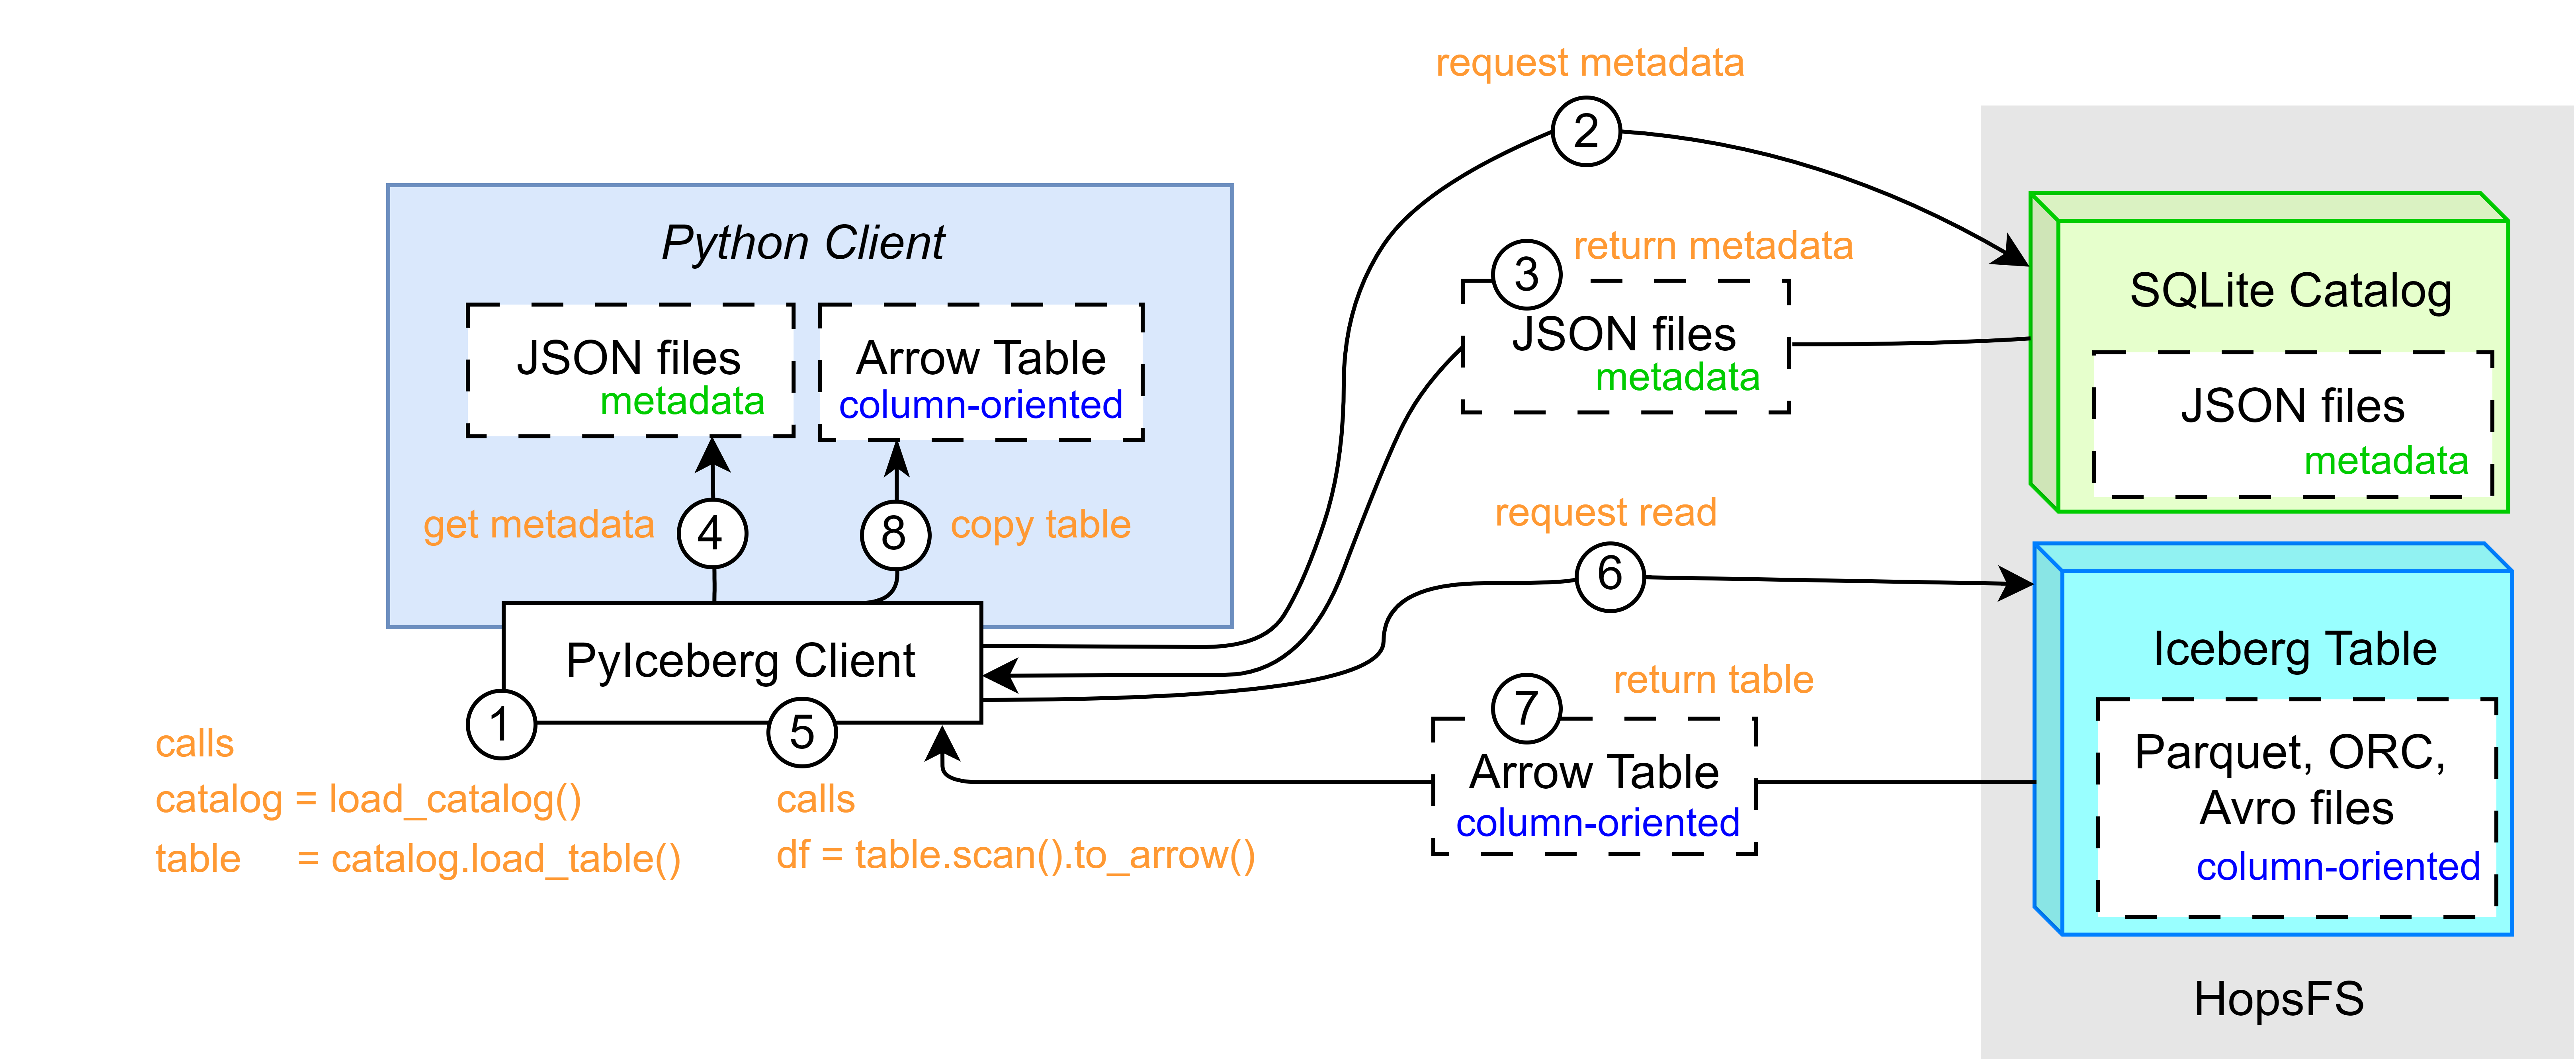 request metadata
2
Python Client
JSON files
metadata
Arrow Table
column-oriented
get metadata
4
8
copy table
PyIceberg Client
1
5
calls
catalog = load_catalog()
table = catalog.load_table()
calls
df = table.scan().to_arrow()
3
return metadata
JSON files
metadata
request read
6
7
return table
Arrow Table
column-oriented
SQLite Catalog
JSON files
metadata
Iceberg Table
Parquet, ORC,
Avro files
column-oriented
HopsFS